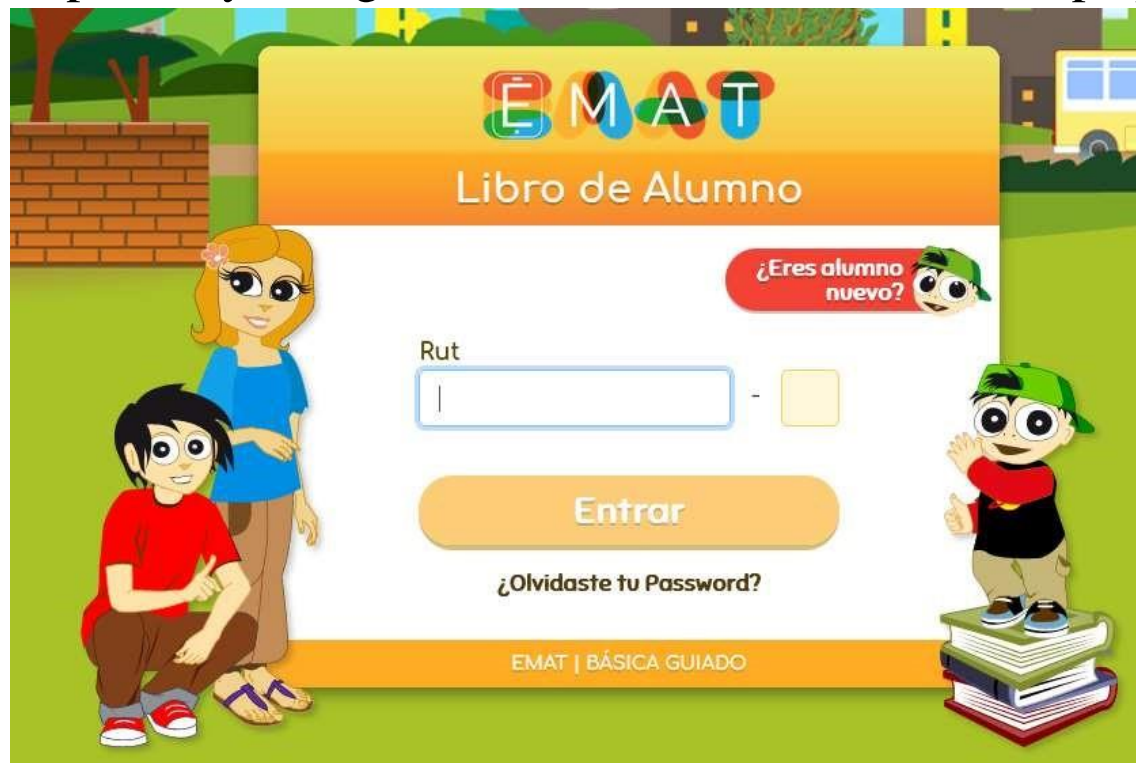 EMAT
Libro de Alumno
¿Eres alumno
nuevo?
Rut
-
Entrar
¿Olvidaste tu Password?
EMAT | BÁSICA GUIADO